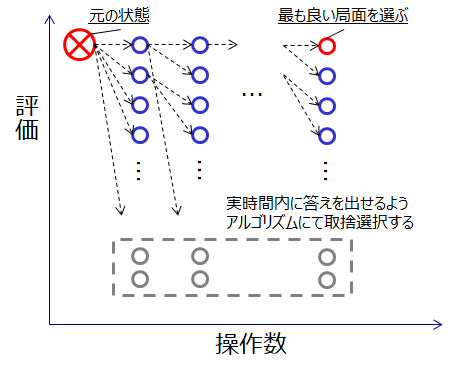 元の状態
最も良い局面を選ぶ
評価
…
⋮
⋮
⋮
実時間内に答えを出せるよう
アルゴリズムにて取捨選択する
操作数